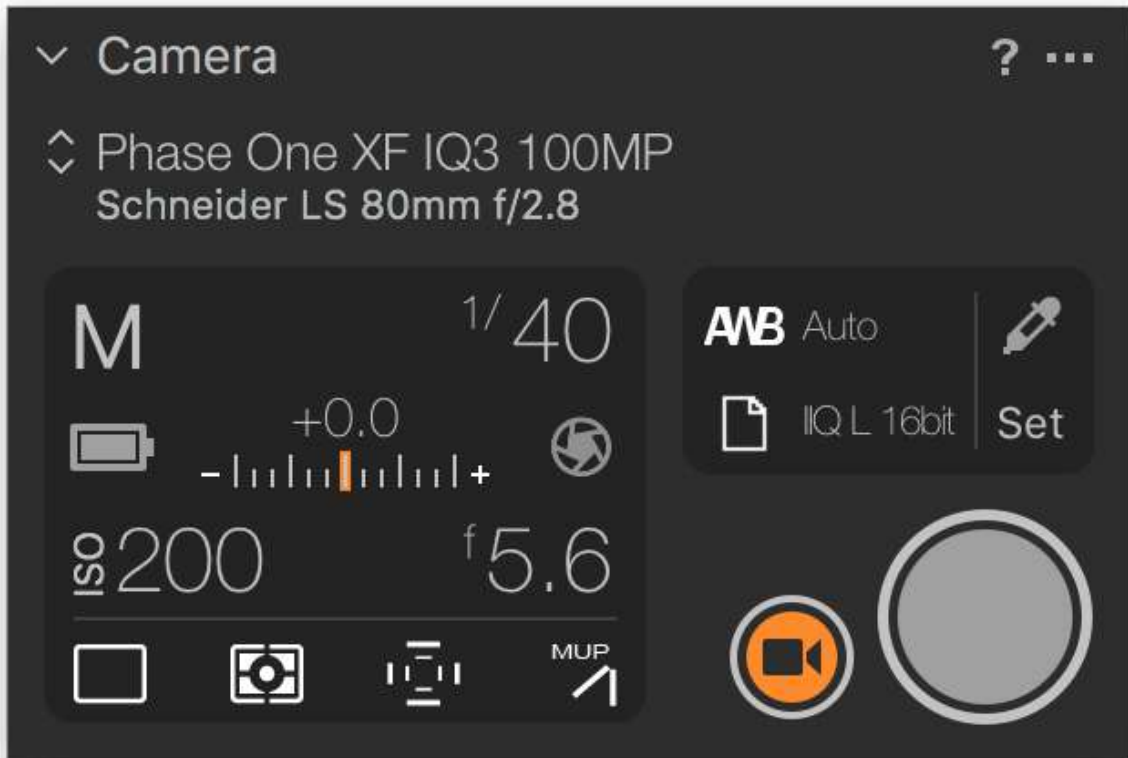 Camera ? ...
Phase One XF IQ3 100MP
Schneider LS 80mm f/2.8
M 1/40
+0.0
- +
ISO 200 f5.6
MUP
AWB Auto
IIQ L 16bit Set